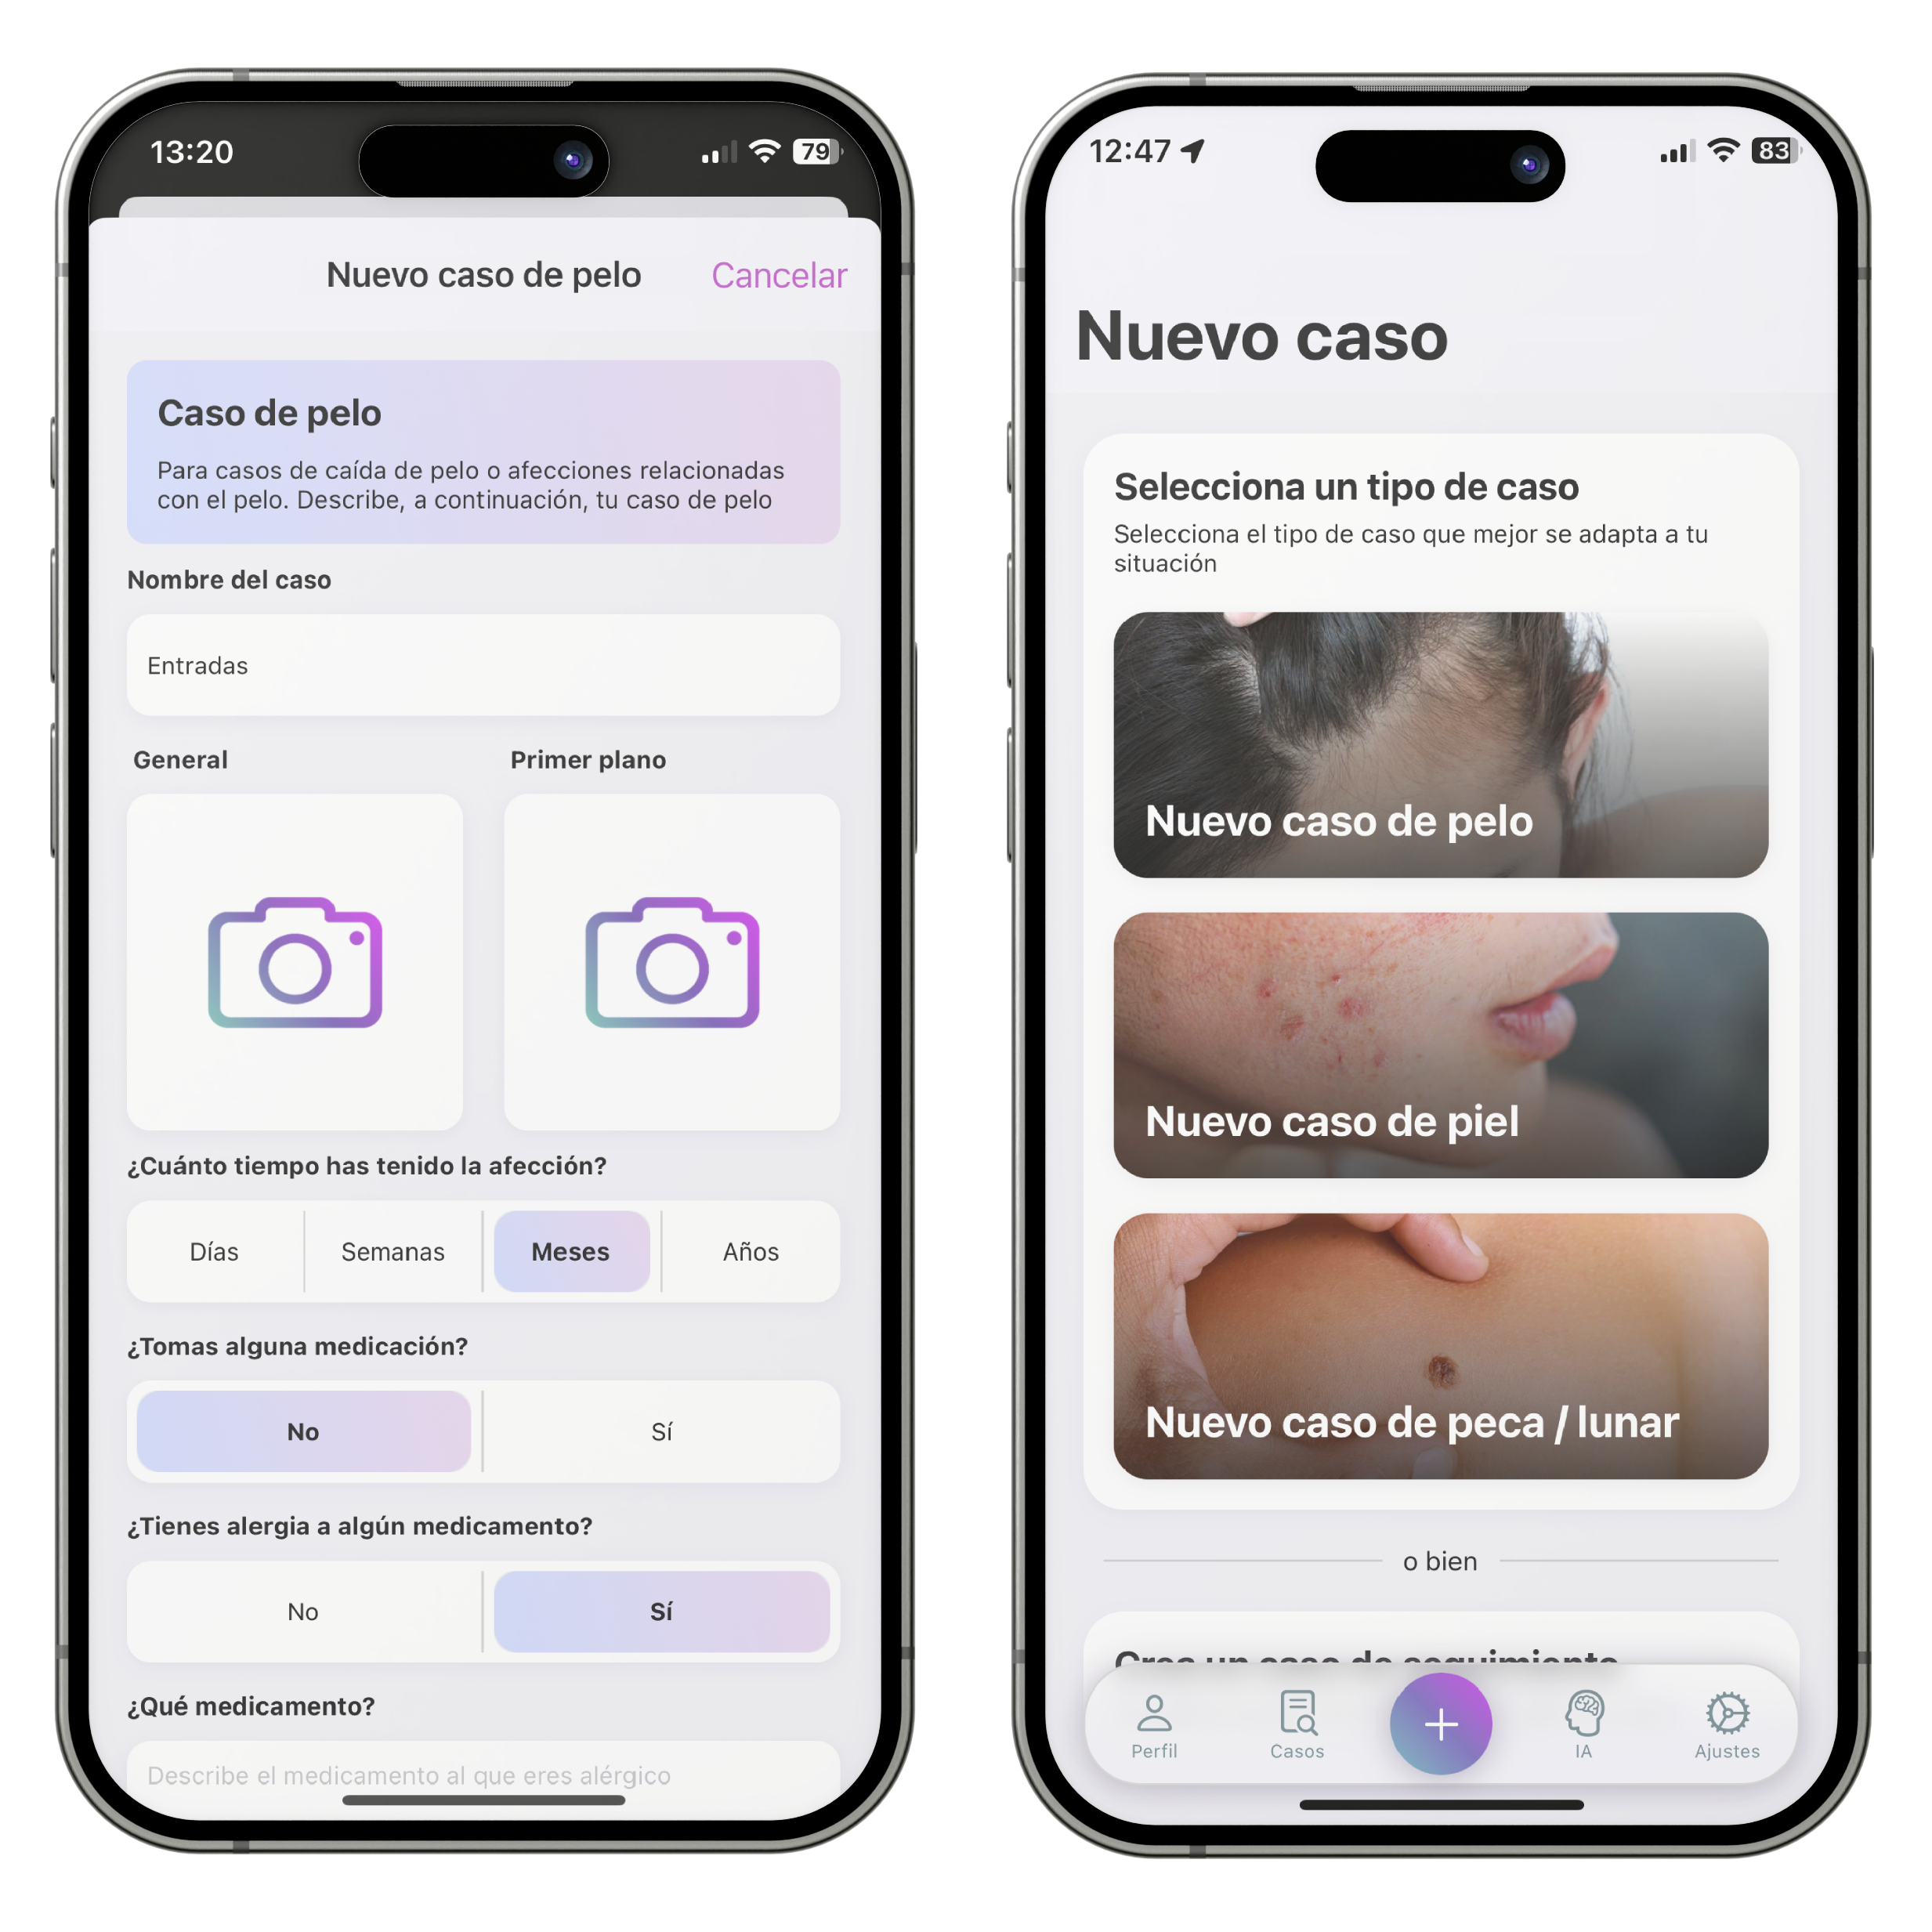 13:20
79
Nuevo caso de pelo
Cancelar
Caso de pelo
Para casos de caída de pelo o afecciones relacionadas
con el pelo. Describe, a continuación, tu caso de pelo
Nombre del caso
Entradas
General
Primer plano
¿Cuánto tiempo has tenido la afección?
Días
Semanas
Meses
Años
¿Tomas alguna medicación?
No
Sí
¿Tienes alergia a algún medicamento?
No
Sí
¿Qué medicamento?
Describe el medicamento al que eres alérgico
12:47
83
Nuevo caso
Selecciona un tipo de caso
Selecciona el tipo de caso que mejor se adapta a tu
situación
Nuevo caso de pelo
Nuevo caso de piel
Nuevo caso de peca / lunar
o bien
Crea un caso de seguimiento
Perfil
Casos
IA
Ajustes